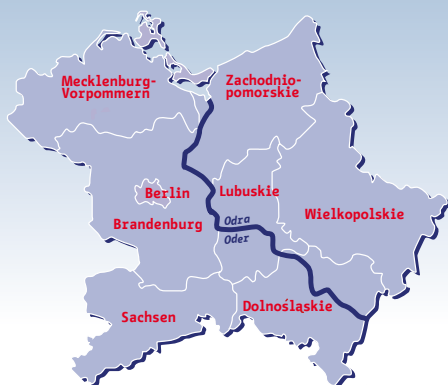 Mecklenburg-
Vorpommern
Zachodnio-
pomorskie
Berlin
Lubuskie
Brandenburg
Odra
Oder
Wielkopolskie
Sachsen
Dolnośląskie